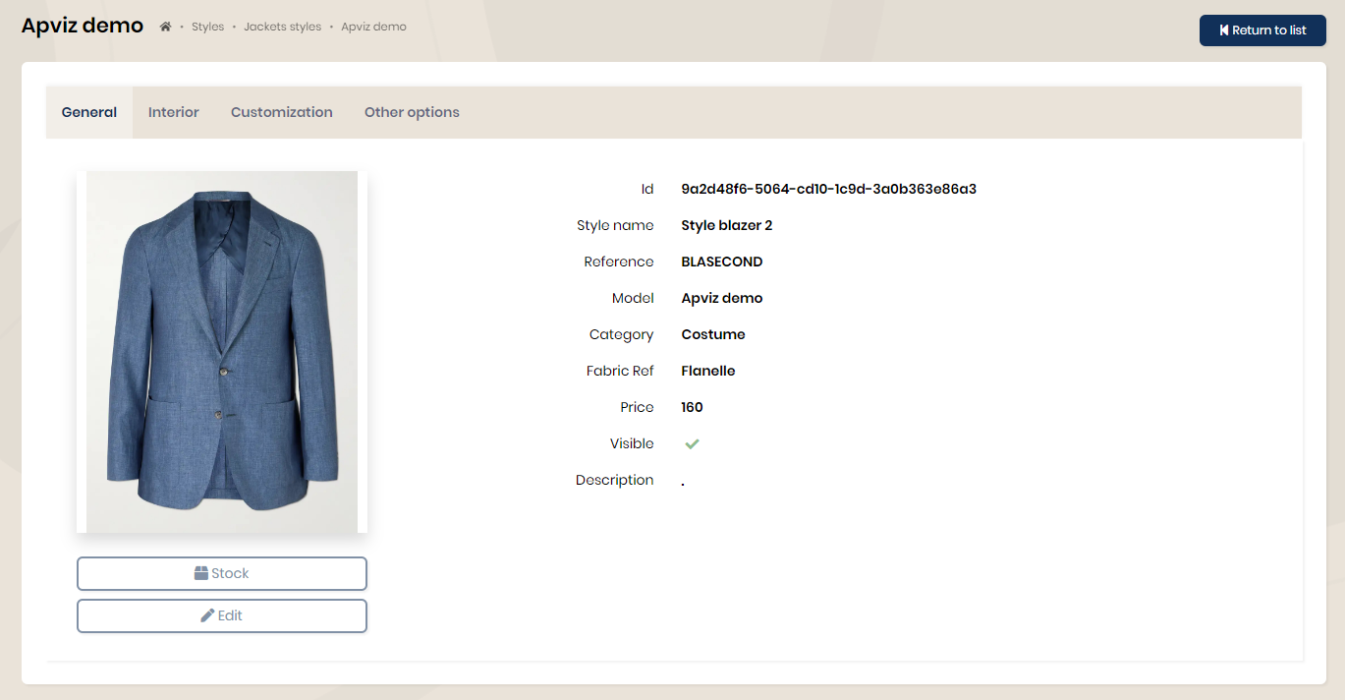 Apviz demo
Styles • Jackets styles • Apviz demo
Return to list
General Interior Customization Other options
Id 9a2d48f6-5064-cd10-1c9d-3a0b363e86a3
Style name Style blazer 2
Reference BLASECOND
Model Apviz demo
Category Costume
Fabric Ref Flanelle
Price 160
Visible
Description .
Stock
Edit